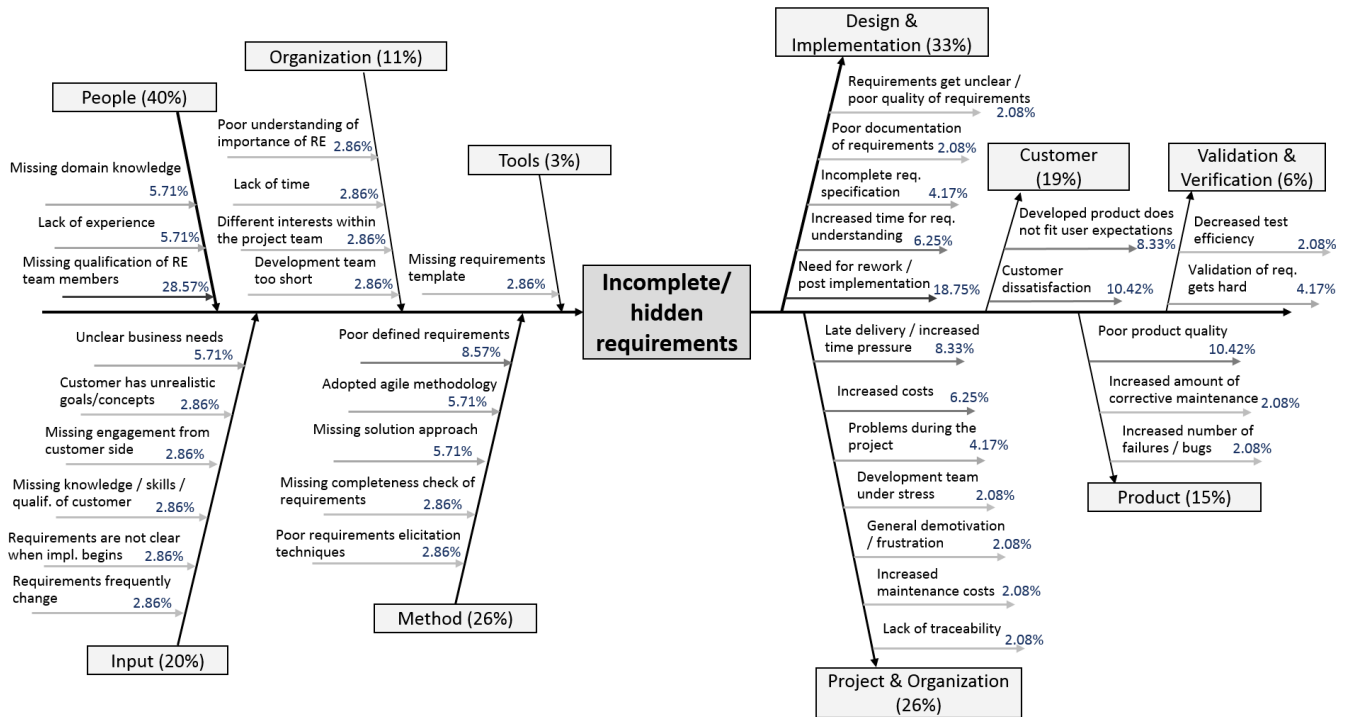 Organization (11%)
People (40%)
Poor understanding of
importance of RE 2.86%
Missing domain knowledge
5.71%
Lack of time
2.86%
Lack of experience
5.71%
Different interests within
the project team 2.86%
Missing qualification of RE
team members
28.57%
Development team
too short
2.86%
Tools (3%)
Missing requirements
template
2.86%
Unclear business needs
5.71%
Customer has unrealistic
goals/concepts 2.86%
Missing engagement from
customer side
2.86%
Missing knowledge / skills /
qualif. of customer 2.86%
Requirements are not clear
when impl. begins 2.86%
Requirements frequently
change
2.86%
Input (20%)
Poor defined requirements
8.57%
Adopted agile methodology
5.71%
Missing solution approach
5.71%
Missing completeness check of
requirements
2.86%
Poor requirements elicitation
techniques
2.86%
Method (26%)
Incomplete/
hidden
requirements
Design &
Implementation (33%)
Requirements get unclear /
poor quality of requirements
2.08%
Poor documentation
of requirements 2.08%
Incomplete req.
specification
4.17%
Increased time for req.
understanding 6.25%
Need for rework /
post implementation 18.75%
Customer
(19%)
Developed product does
not fit user expectations
8.33%
Customer
dissatisfaction 10.42%
Validation &
Verification (6%)
Decreased test
efficiency
2.08%
Validation of req.
gets hard
4.17%
Late delivery / increased
time pressure 8.33%
Increased costs
6.25%
Problems during the
project
4.17%
Development team
under stress
2.08%
General demotivation
/ frustration
2.08%
Increased
maintenance costs 2.08%
Lack of traceability
2.08%
Project & Organization
(26%)
Poor product quality
10.42%
Increased amount of
corrective maintenance 2.08%
Increased number of
failures / bugs
2.08%
Product (15%)